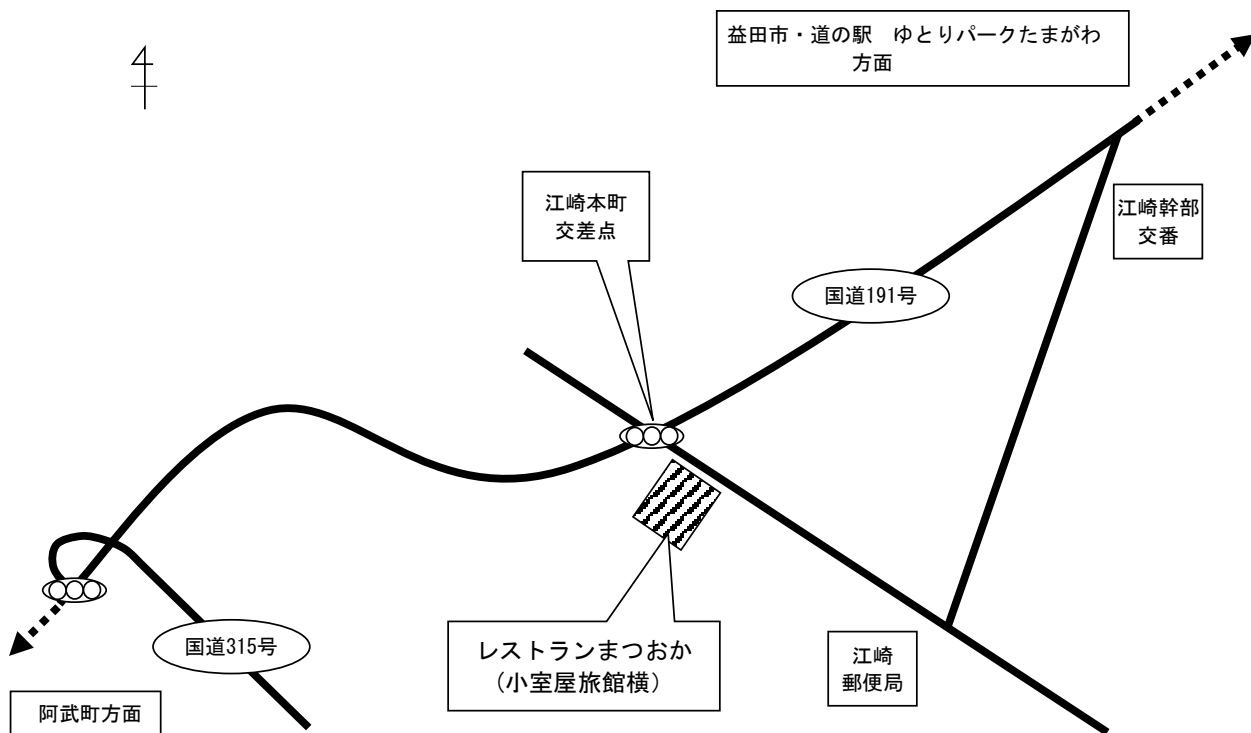 益田市・道の駅　ゆとりパークたまがわ
方面
江崎本町
交差点
江崎幹部
交番
国道191号
国道315号
レストランまつおか
（小室屋旅館横）
江崎
郵便局
阿武町方面